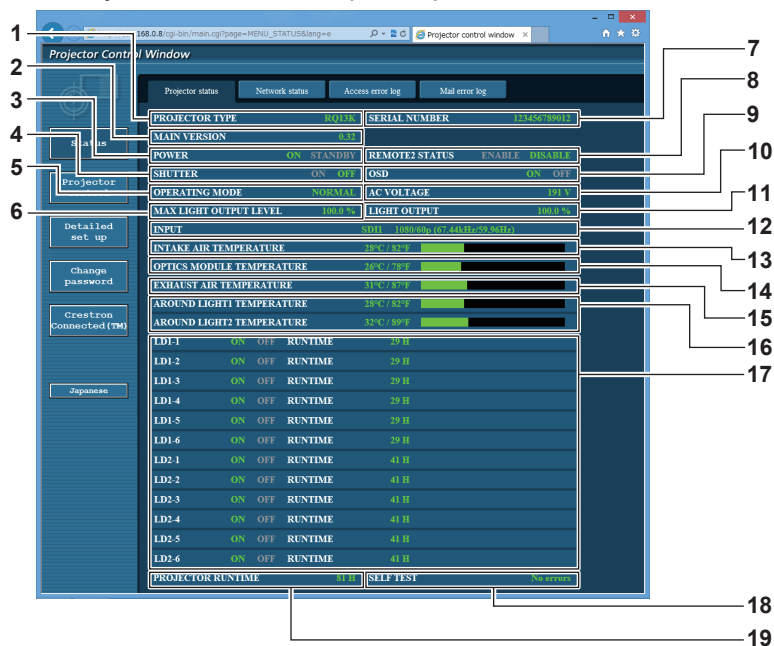 168.0.8/cgi-bin/main.cgi?page=MENU_STATUS&lang=e
Projector control window
Projector Control Window
Projector status Network status Access error log Mail error log
PROJECTOR TYPE RQ13K SERIAL NUMBER 123456789012
MAIN VERSION 0.32
POWER ON STANDBY REMOTE2 STATUS ENABLE DISABLE
SHUTTER ON OFF OSD ON OFF
OPERATING MODE NORMAL AC VOLTAGE 191 V
MAX LIGHT OUTPUT LEVEL 100.0 % LIGHT OUTPUT 100.0 %
INPUT SDI1 1080/60p (67.44kHz/59.96Hz)
INTAKE AIR TEMPERATURE 28°C / 82°F
OPTICS MODULE TEMPERATURE 26°C / 78°F
EXHAUST AIR TEMPERATURE 31°C / 87°F
AROUND LIGHT1 TEMPERATURE 28°C / 82°F
AROUND LIGHT2 TEMPERATURE 32°C / 89°F
LD1-1 ON OFF RUNTIME 29 H
LD1-2 ON OFF RUNTIME 29 H
LD1-3 ON OFF RUNTIME 29 H
LD1-4 ON OFF RUNTIME 29 H
LD1-5 ON OFF RUNTIME 29 H
LD1-6 ON OFF RUNTIME 29 H
LD2-1 ON OFF RUNTIME 41 H
LD2-2 ON OFF RUNTIME 41 H
LD2-3 ON OFF RUNTIME 41 H
LD2-4 ON OFF RUNTIME 41 H
LD2-5 ON OFF RUNTIME 41 H
LD2-6 ON OFF RUNTIME 41 H
PROJECTOR RUNTIME 81 H SELF TEST No errors
Status
Projector
Detailed
set up
Change
password
Crestron
Connected(TM)
Japanese
1
2
3
4
5
6
7
8
9
10
11
12
13
14
15
16
17
18
19